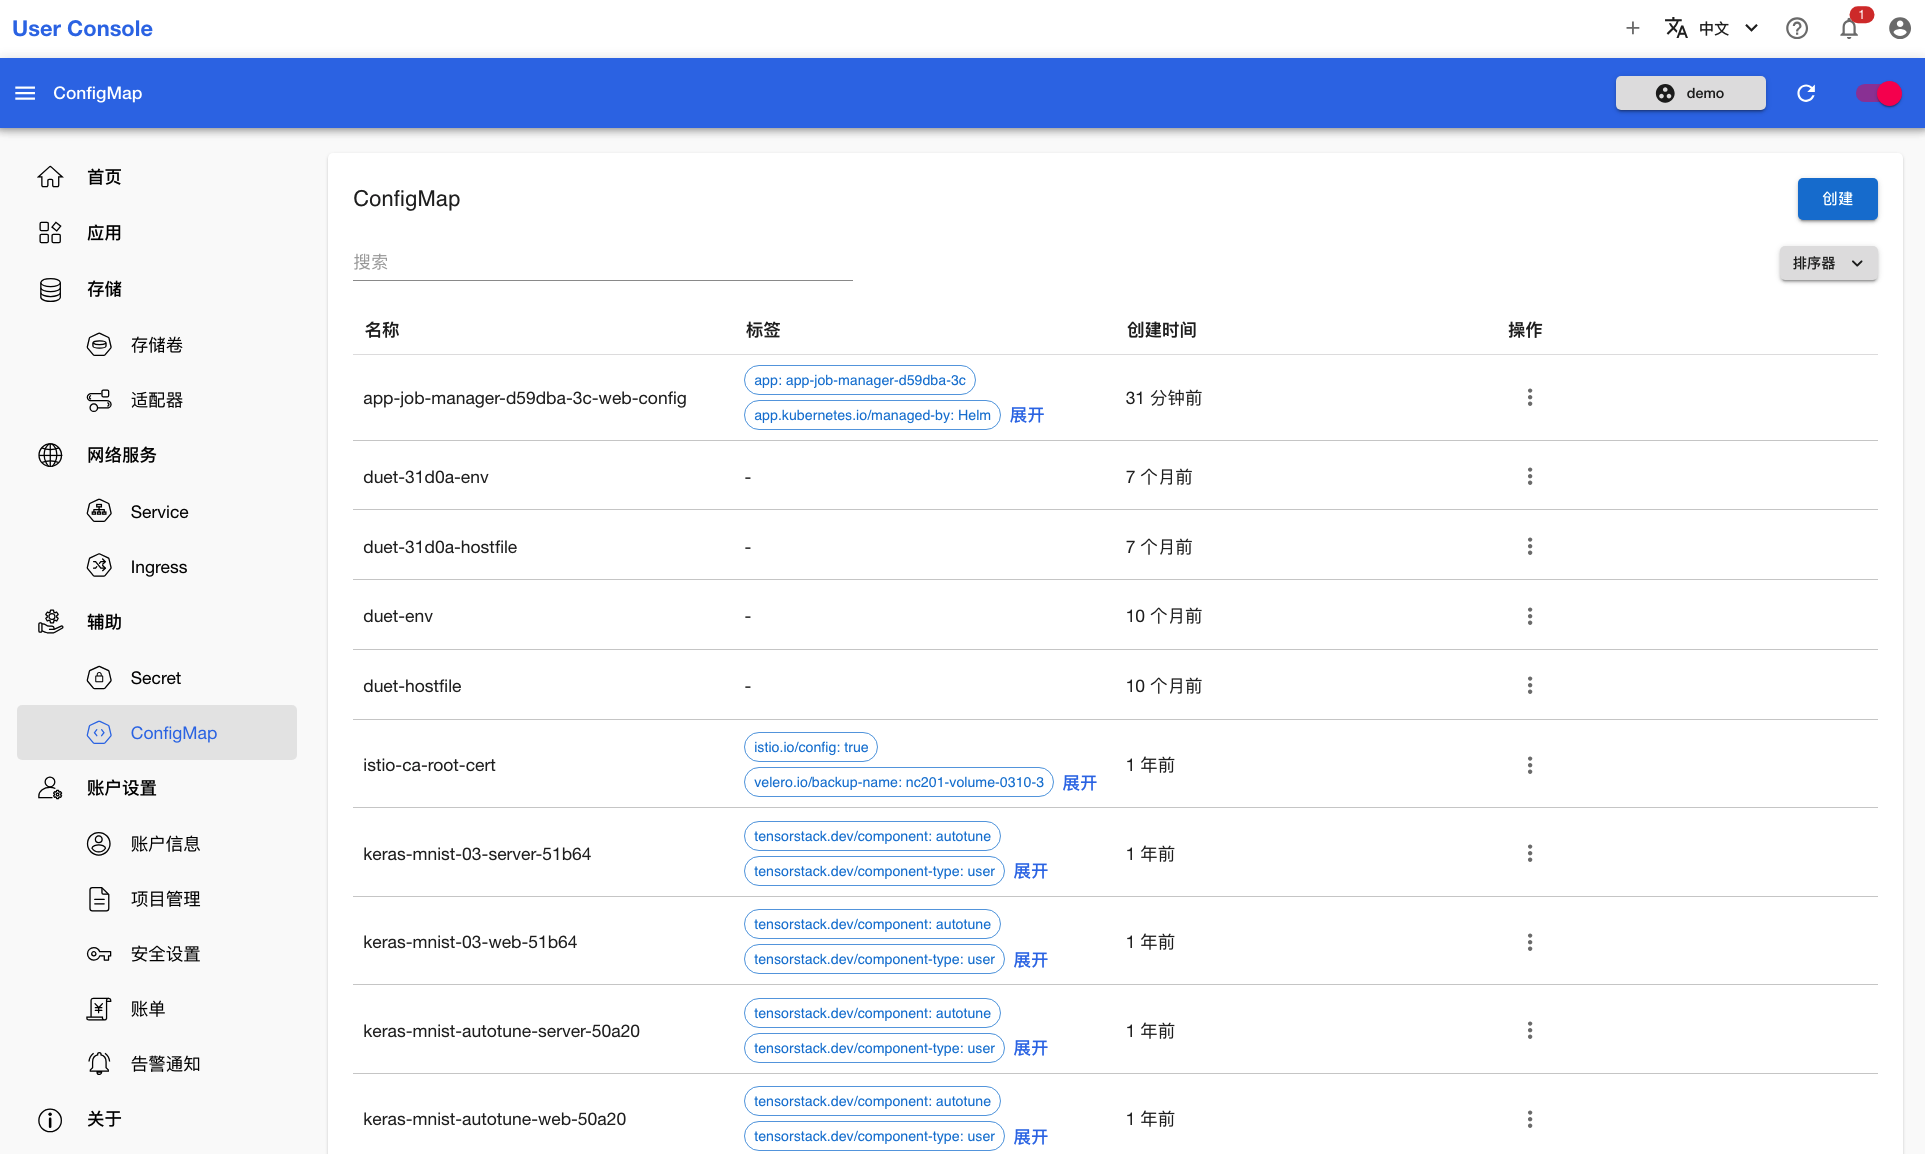 User Console
中文
1
ConfigMap
demo
首页
应用
存储
存储卷
适配器
网络服务
Service
Ingress
辅助
Secret
ConfigMap
账户设置
账户信息
项目管理
安全设置
账单
告警通知
关于
ConfigMap
创建
搜索
排序器
名称 标签 创建时间 操作
app-job-manager-d59dba-3c-web-config
app: app-job-manager-d59dba-3c
app.kubernetes.io/managed-by: Helm 展开
31 分钟前
duet-31d0a-env - 7 个月前
duet-31d0a-hostfile - 7 个月前
duet-env - 10 个月前
duet-hostfile - 10 个月前
istio-ca-root-cert
istio.io/config: true
velero.io/backup-name: nc201-volume-0310-3 展开
1 年前
keras-mnist-03-server-51b64
tensorstack.dev/component: autotune
tensorstack.dev/component-type: user 展开
1 年前
keras-mnist-03-web-51b64
tensorstack.dev/component: autotune
tensorstack.dev/component-type: user 展开
1 年前
keras-mnist-autotune-server-50a20
tensorstack.dev/component: autotune
tensorstack.dev/component-type: user 展开
1 年前
keras-mnist-autotune-web-50a20
tensorstack.dev/component: autotune
tensorstack.dev/component-type: user 展开
1 年前